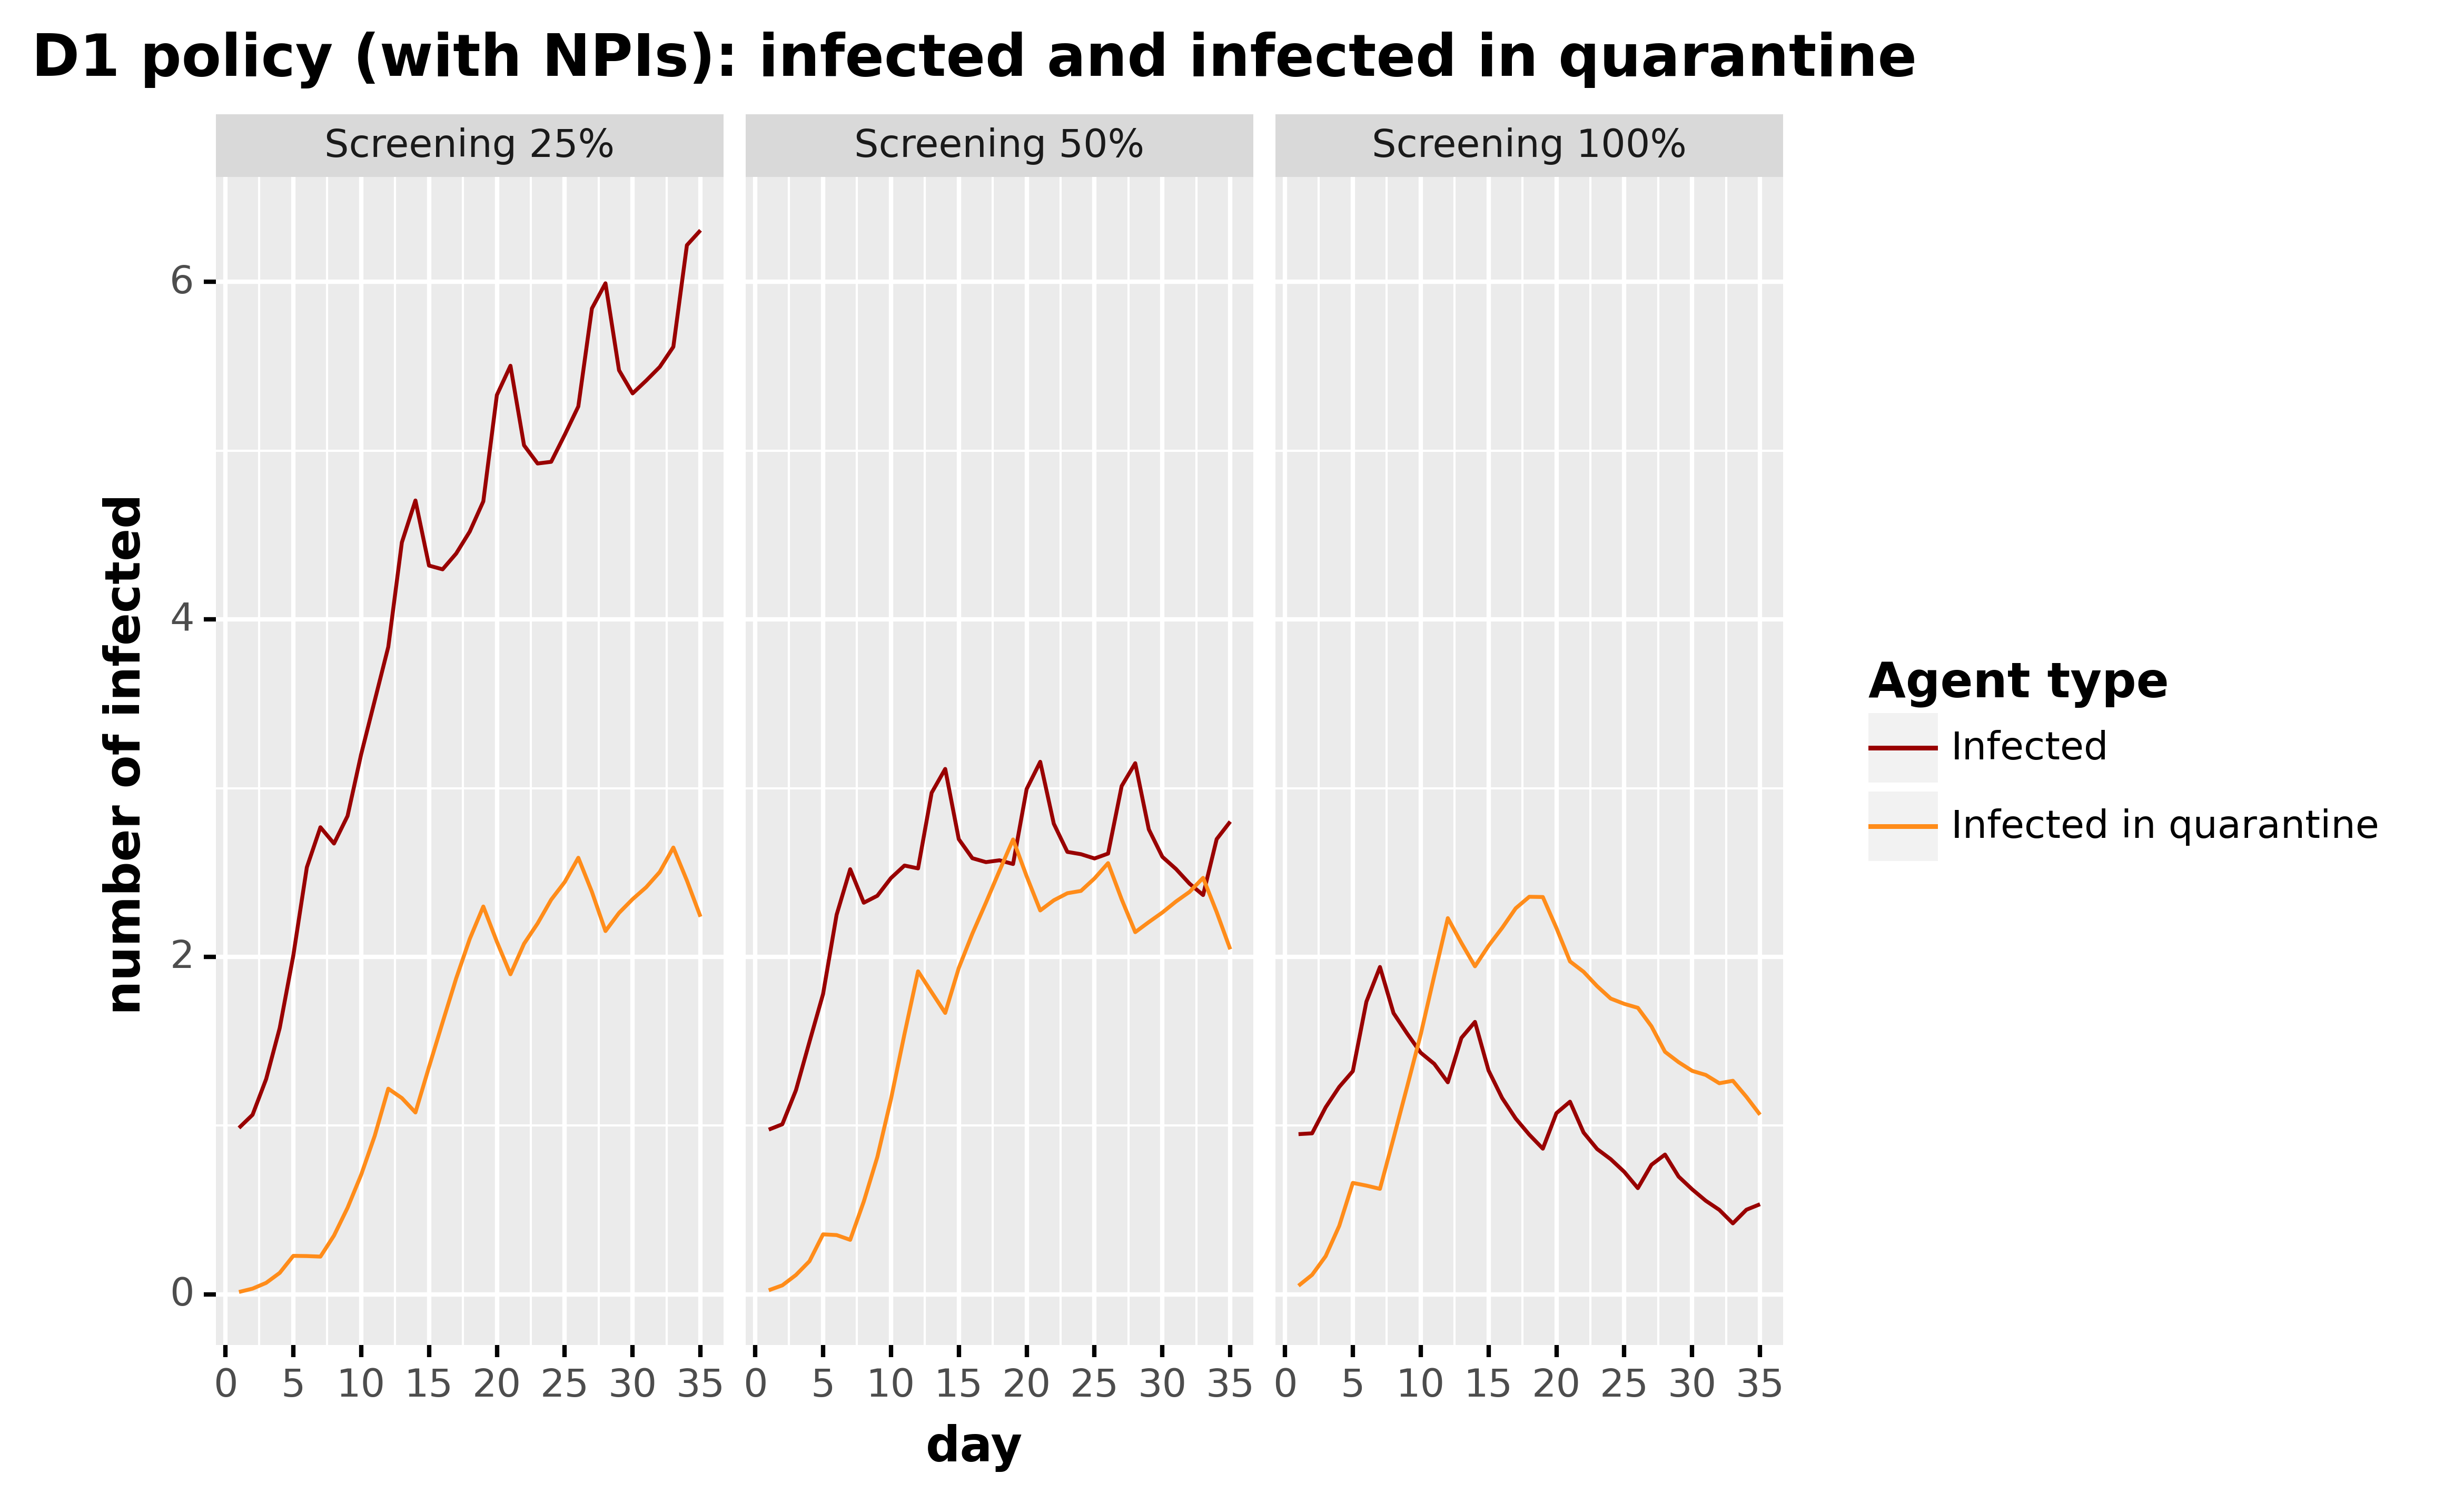 D1 policy (with NPIs): infected and infected in quarantine
Screening 25% Screening 50% Screening 100%
6
4
2
0
number of infected
0 5 10 15 20 25 30 35 0 5 10 15 20 25 30 35 0 5 10 15 20 25 30 35
day
Agent type
Infected
Infected in quarantine